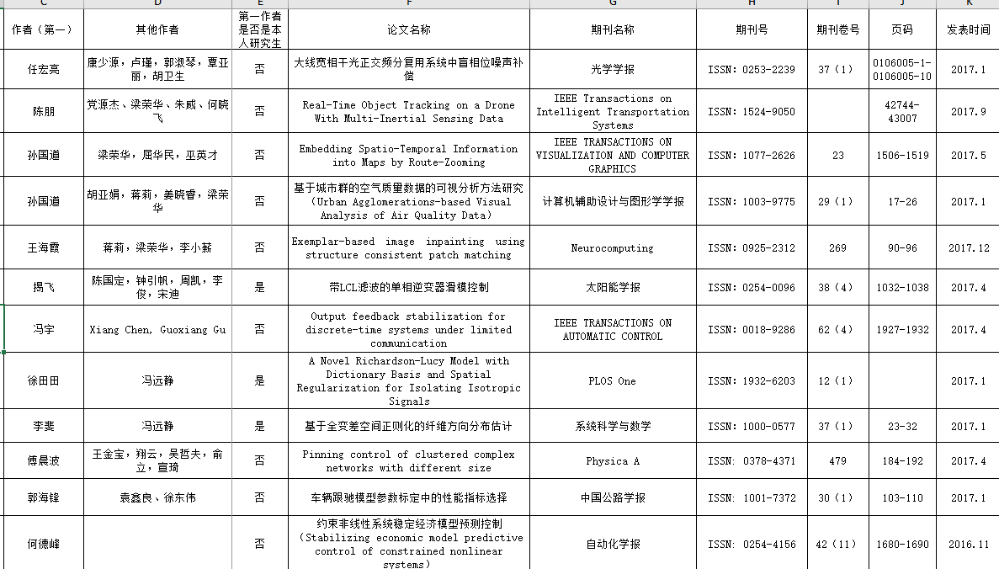 C D E F G H I J K
作者（第一） 其他作者 第一作者
是否是本
人研究生 论文名称 期刊名称 期刊号 期刊卷号 页码 发表时间
任宏亮 康少源，卢瑾，郭淑琴，覃亚
丽，胡卫生 否 大线宽相干光正交频分复用系统中盲相位噪声补
偿 光学学报 ISSN：0253-2239 37（1） 0106005-1-
0106005-10 2017.1
陈朋 党源杰、梁荣华、朱威、何晓
飞 否 Real-Time Object Tracking on a Drone
With Multi-Inertial Sensing Data IEEE Transactions on
Intelligent Transportation
Systems ISSN：1524-9050 42744-
43007 2017.9
孙国道 梁荣华，屈华民，巫英才 否 Embedding Spatio-Temporal Information
into Maps by Route-Zooming IEEE TRANSACTIONS ON
VISUALIZATION AND COMPUTER
GRAPHICS ISSN：1077-2626 23 1506-1519 2017.5
孙国道 胡亚娟，蒋莉，姜晓睿，梁荣
华 否 基于城市群的空气质量数据的可视分析方法研究
（Urban Agglomerations-based Visual
Analysis of Air Quality Data） 计算机辅助设计与图形学学报 ISSN：1003-9775 29（1） 17-26 2017.1
王海霞 蒋莉，梁荣华，李小薪 否 Exemplar-based image inpainting using
structure consistent patch matching Neurocomputing ISSN：0925-2312 269 90-96 2017.12
揭飞 陈国定，钟引帆，周凯，李
俊，宋迪 是 带LCL滤波的单相逆变器滑模控制 太阳能学报 ISSN：0254-0096 38（4） 1032-1038 2017.4
冯宇 Xiang Chen, Guoxiang Gu 否 Output feedback stabilization for
discrete-time systems under limited
communication IEEE TRANSACTIONS ON
AUTOMATIC CONTROL ISSN：0018-9286 62（4） 1927-1932 2017.4
徐田田 冯远静 是 A Novel Richardson-Lucy Model with
Dictionary Basis and Spatial
Regularization for Isolating Isotropic
Signals PLOS One ISSN：1932-6203 12（1） 2017.1
李斐 冯远静 是 基于全变差空间正则化的纤维方向分布估计 系统科学与数学 ISSN：1000-0577 37（1） 23-32 2017.1
傅晨波 王金宝，翔云，吴哲夫，俞
立，宣琦 否 Pinning control of clustered complex
networks with different size Physica A ISSN: 0378-4371 479 184-192 2017.4
郭海锋 袁鑫良、徐东伟 否 车辆跟驰模型参数标定中的性能指标选择 中国公路学报 ISSN: 1001-7372 30（1） 103-110 2017.1
何德峰 否 约束非线性系统稳定经济模型预测控制
（Stabilizing economic model predictive
control of constrained nonlinear
systems） 自动化学报 ISSN: 0254-4156 42（11） 1680-1690 2016.11